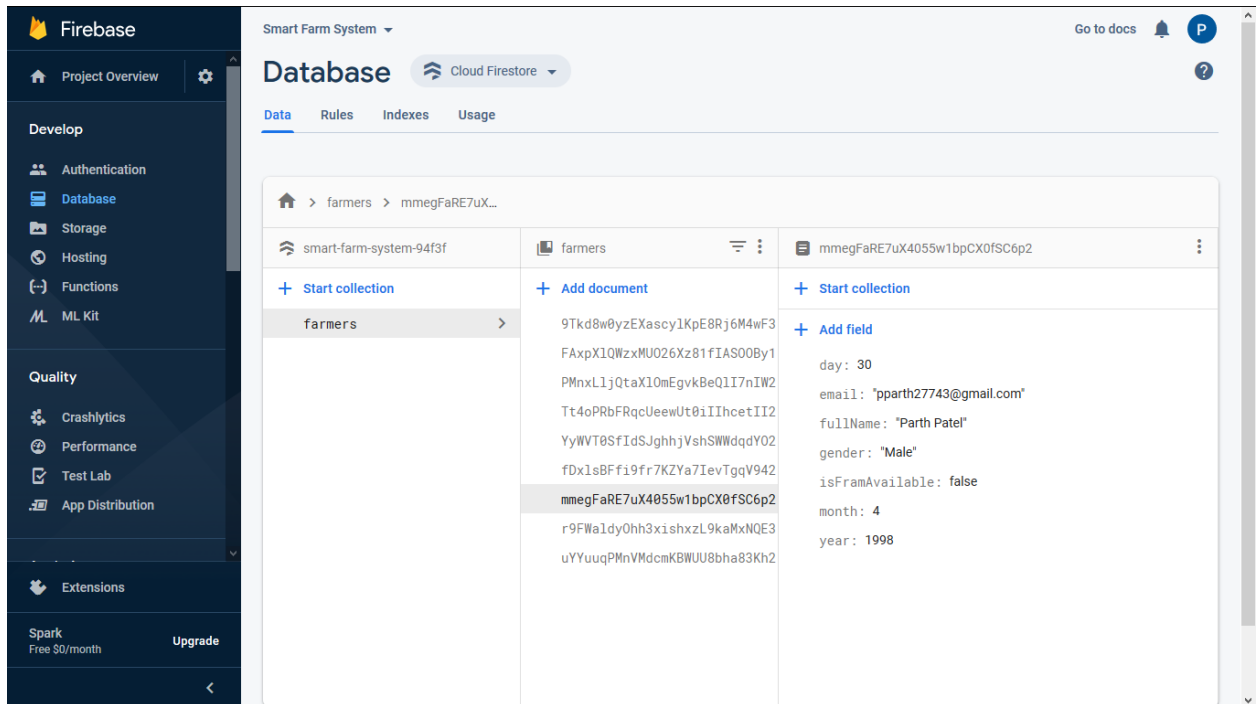 Firebase
Project Overview
Develop
Authentication
Database
Storage
Hosting
Functions
ML Kit
Quality
Crashlytics
Performance
Test Lab
App Distribution
Extensions
Spark
Free $0/month
Upgrade
Smart Farm System
Go to docs
P
Database
Cloud Firestore
Data Rules Indexes Usage
farmers > mmegFaRE7uX...
smart-farm-system-94f3f
Start collection
farmers
farmers
Add document
9Tkd8w0yzEXascylKpE8Rj6M4wF3
FAxpXlQWzxMUO26Xz81fIASOOBy1
PMnxLljQtaXlOmEgvkBeQlI7nIW2
Tt4oPRbFRqcUeewUt0iIIhcetII2
YyWVT0SfIdSJghhjVshSWWdqdYO2
fDxlsBFfi9fr7KZYa7IevTgqV942
mmegFaRE7uX4055w1bpCX0fSC6p2
r9FWaldyOhh3xishxzL9kaMxNQE3
uYYuuqPMnVMdcmKBWUU8bha83Kh2
mmegFaRE7uX4055w1bpCX0fSC6p2
Start collection
Add field
day: 30
email: "pparth27743@gmail.com"
fullName: "Parth Patel"
gender: "Male"
isFramAvailable: false
month: 4
year: 1998